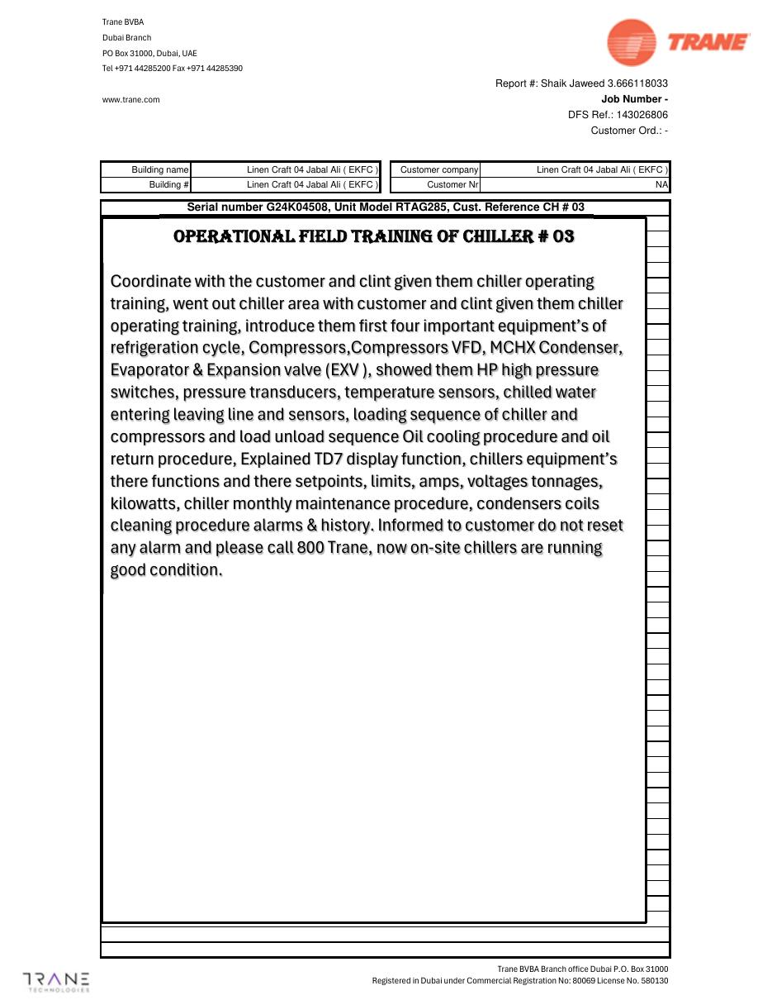 Trane BVBA
Dubai Branch
PO Box 31000, Dubai, UAE
Tel +971 44285200 Fax +971 44285390
www.trane.com
TRANE
Report #: Shaik Jaweed 3.666118033
Job Number -
DFS Ref.: 143026806
Customer Ord.: -
Building name Linen Craft 04 Jabal Ali ( EKFC )
Building # Linen Craft 04 Jabal Ali ( EKFC )
Customer company Linen Craft 04 Jabal Ali ( EKFC )
Customer Nr NA
Serial number G24K04508, Unit Model RTAG285, Cust. Reference CH # 03
OPERATIONAL FIELD TRAINING OF CHILLER # 03
Coordinate with the customer and clint given them chiller operating
training, went out chiller area with customer and clint given them chiller
operating training, introduce them first four important equipment’s of
refrigeration cycle, Compressors,Compressors VFD, MCHX Condenser,
Evaporator & Expansion valve (EXV ), showed them HP high pressure
switches, pressure transducers, temperature sensors, chilled water
entering leaving line and sensors, loading sequence of chiller and
compressors and load unload sequence Oil cooling procedure and oil
return procedure, Explained TD7 display function, chillers equipment’s
there functions and there setpoints, limits, amps, voltages tonnages,
kilowatts, chiller monthly maintenance procedure, condensers coils
cleaning procedure alarms & history. Informed to customer do not reset
any alarm and please call 800 Trane, now on-site chillers are running
good condition.
Trane BVBA Branch office Dubai P.O. Box 31000
Registered in Dubai under Commercial Registration No: 80069 License No. 580130
TRANE
TECHNOLOGIES